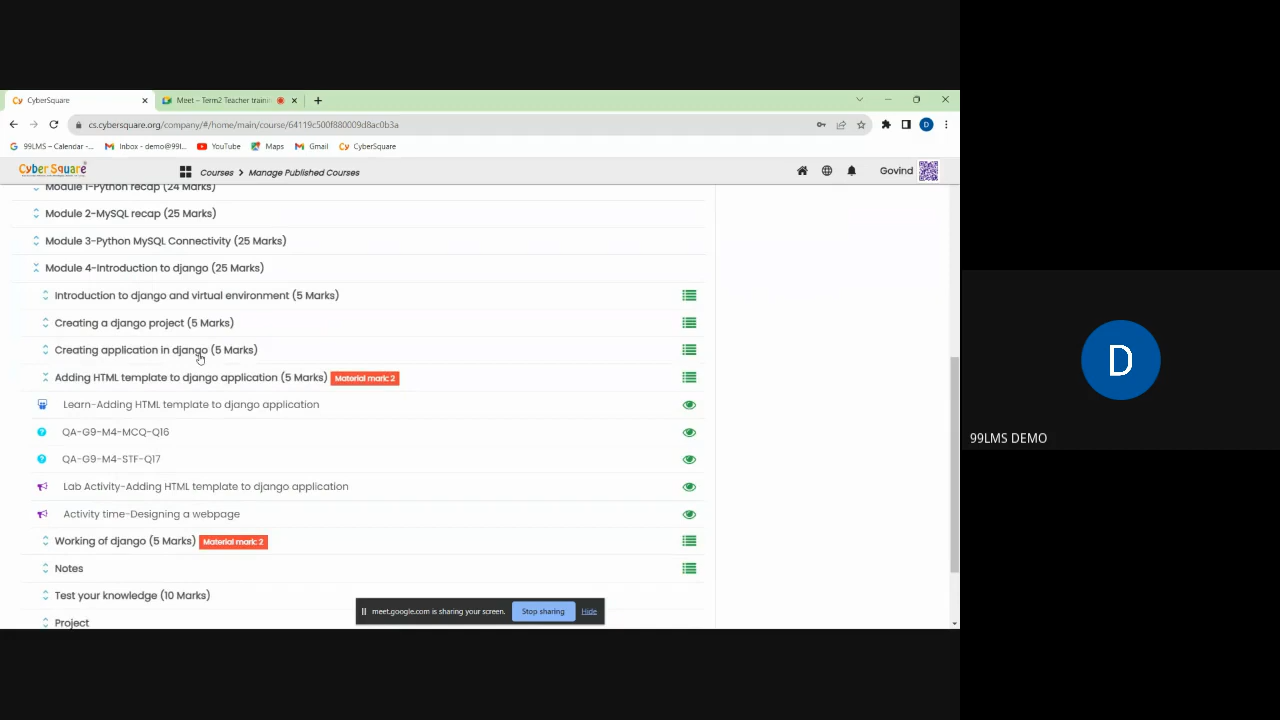 CyberSquare
Meet – Term2 Teacher traini
cs.cybersquare.org/company/#/home/main/course/64119c500f880009d8ac0b3a
D
99LMS – Calendar -...
Inbox - demo@99l...
YouTube
Maps
Gmail
CyberSquare
Cyber Square
Courses > Manage Published Courses
Govind
Module 1-Python recap (24 Marks)
Module 2-MySQL recap (25 Marks)
Module 3-Python MySQL Connectivity (25 Marks)
Module 4-Introduction to django (25 Marks)
Introduction to django and virtual environment (5 Marks)
Creating a django project (5 Marks)
Creating application in django (5 Marks)
Adding HTML template to django application (5 Marks) Material mark: 2
Learn-Adding HTML template to django application
QA-G9-M4-MCQ-Q16
QA-G9-M4-STF-Q17
Lab Activity-Adding HTML template to django application
Activity time-Designing a webpage
Working of django (5 Marks) Material mark: 2
Notes
Test your knowledge (10 Marks)
Project
meet.google.com is sharing your screen.
Stop sharing
Hide
D
99LMS DEMO